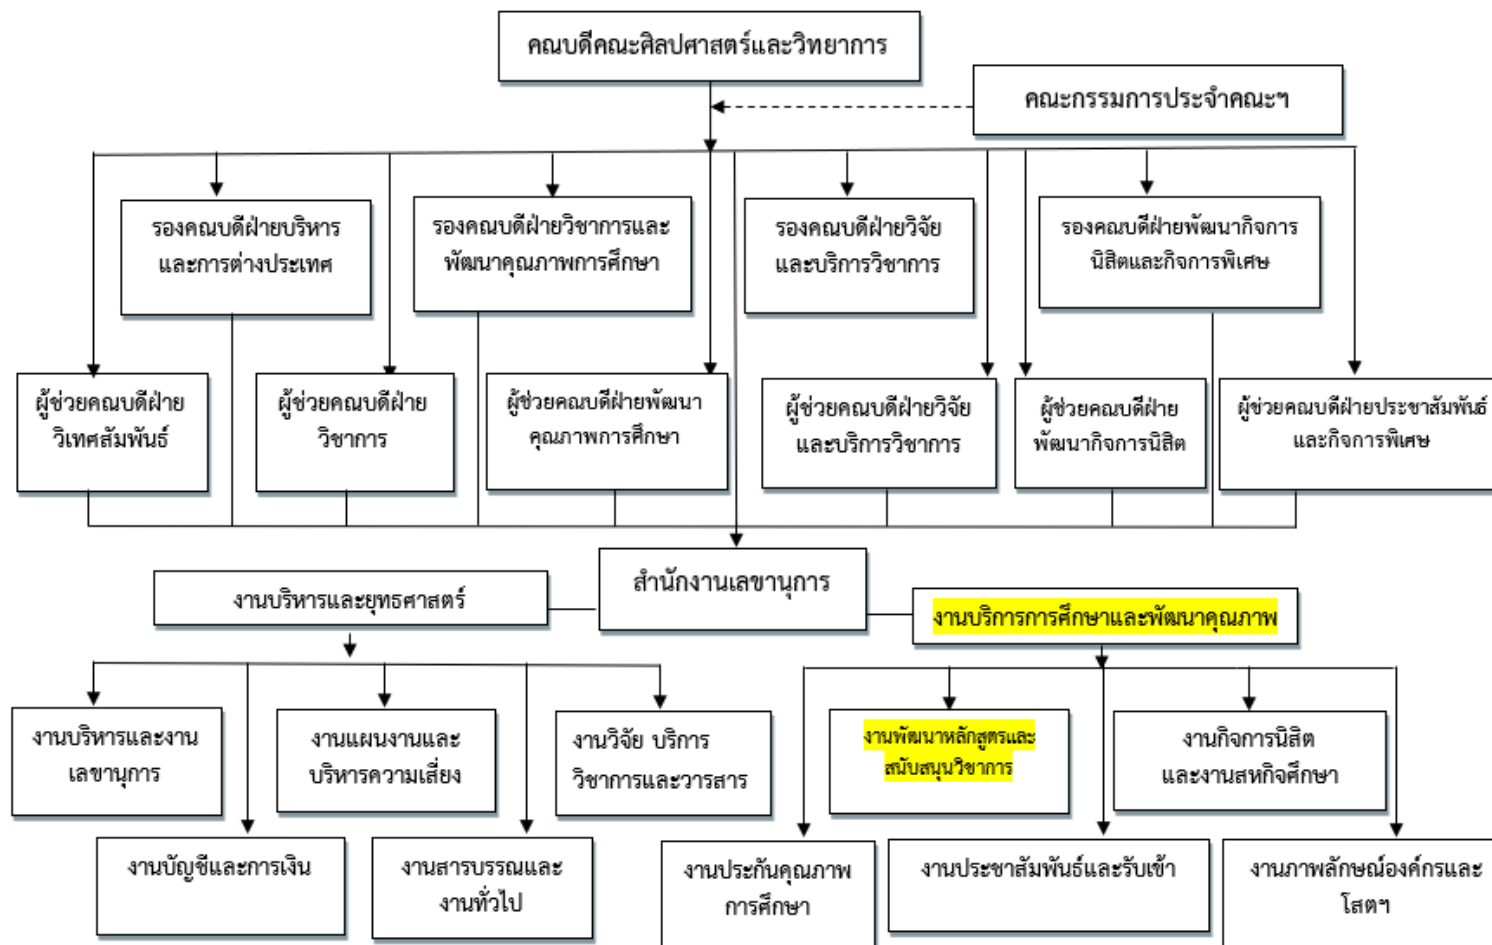 คณบดีคณะศิลปศาสตร์และวิทยาการ
คณะกรรมการประจำคณะฯ
รองคณบดีฝ่ายบริหาร
และการต่างประเทศ
รองคณบดีฝ่ายวิชาการและ
พัฒนาคุณภาพการศึกษา
รองคณบดีฝ่ายวิจัย
และบริการวิชาการ
รองคณบดีฝ่ายพัฒนากิจการ
นิสิตและกิจการพิเศษ
ผู้ช่วยคณบดีฝ่าย
วิเทศสัมพันธ์
ผู้ช่วยคณบดีฝ่าย
วิชาการ
ผู้ช่วยคณบดีฝ่ายพัฒนา
คุณภาพการศึกษา
ผู้ช่วยคณบดีฝ่ายวิจัย
และบริการวิชาการ
ผู้ช่วยคณบดีฝ่าย
พัฒนากิจการนิสิต
ผู้ช่วยคณบดีฝ่ายประชาสัมพันธ์
และกิจการพิเศษ
สำนักงานเลขานุการ
งานบริหารและยุทธศาสตร์
งานบริการการศึกษาและพัฒนาคุณภาพ
งานบริหารและงาน
เลขานุการ
งานแผนงานและ
บริหารความเสี่ยง
งานวิจัย บริการ
วิชาการและวารสาร
งานพัฒนาหลักสูตรและ
สนับสนุนวิชาการ
งานกิจการนิสิต
และงานสหกิจศึกษา
งานบัญชีและการเงิน
งานสารบรรณและ
งานทั่วไป
งานประกันคุณภาพ
การศึกษา
งานประชาสัมพันธ์และรับเข้า
งานภาพลักษณ์องค์กรและ
โสตฯ